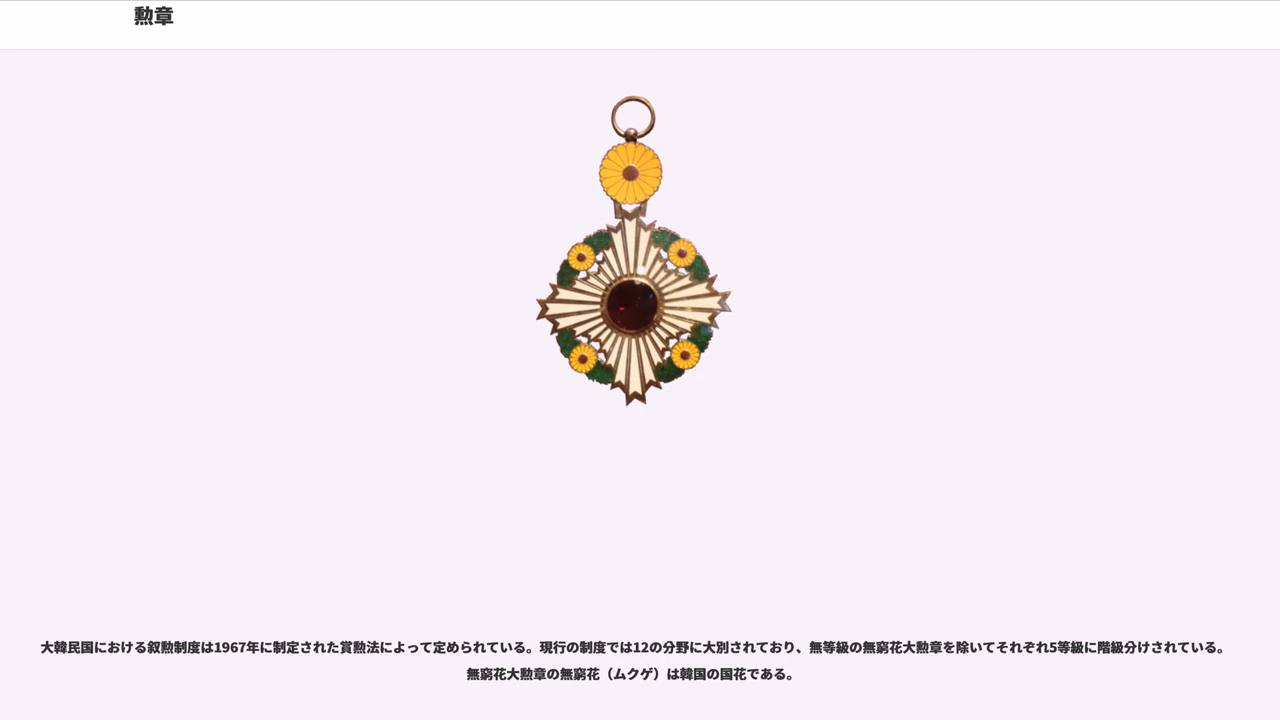 勲章
大韓民国における叙勲制度は1967年に制定された賞勲法によって定められている。現行の制度では12の分野に大別されており、無等級の無窮花大勲章を除いてそれぞれ5等級に階級分けされている。
無窮花大勲章の無窮花（ムクゲ）は韓国の国花である。